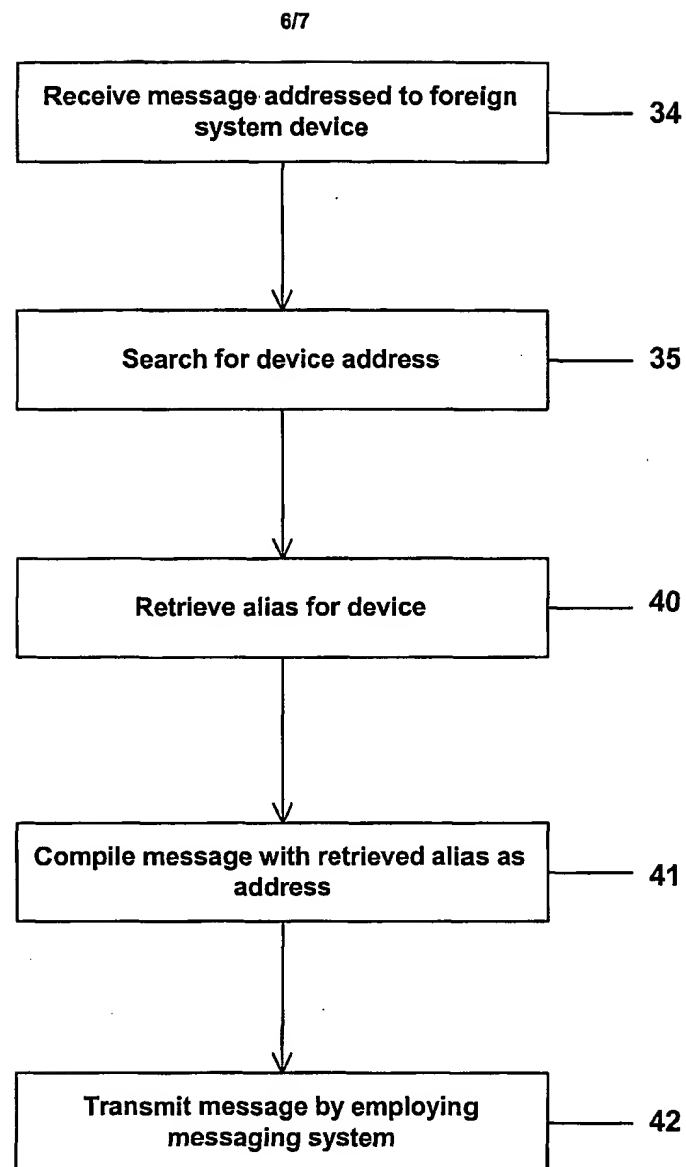 6/7
Receive message addressed to foreign
system device
34
Search for device address
35
Retrieve alias for device
40
Compile message with retrieved alias as
address
41
Transmit message by employing
messaging system
42